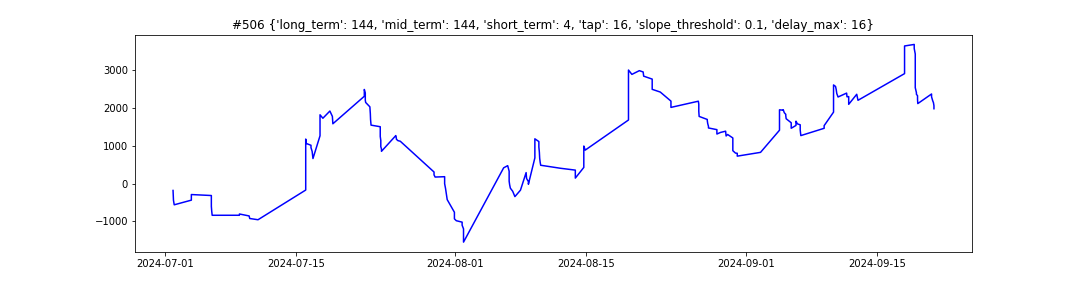 #506 {'long_term': 144, 'mid_term': 144, 'short_term': 4, 'tap': 16, 'slope_threshold': 0.1, 'delay_max': 16}
3000
2000
1000
0
−1000
2024-07-01 2024-07-15 2024-08-01 2024-08-15 2024-09-01 2024-09-15